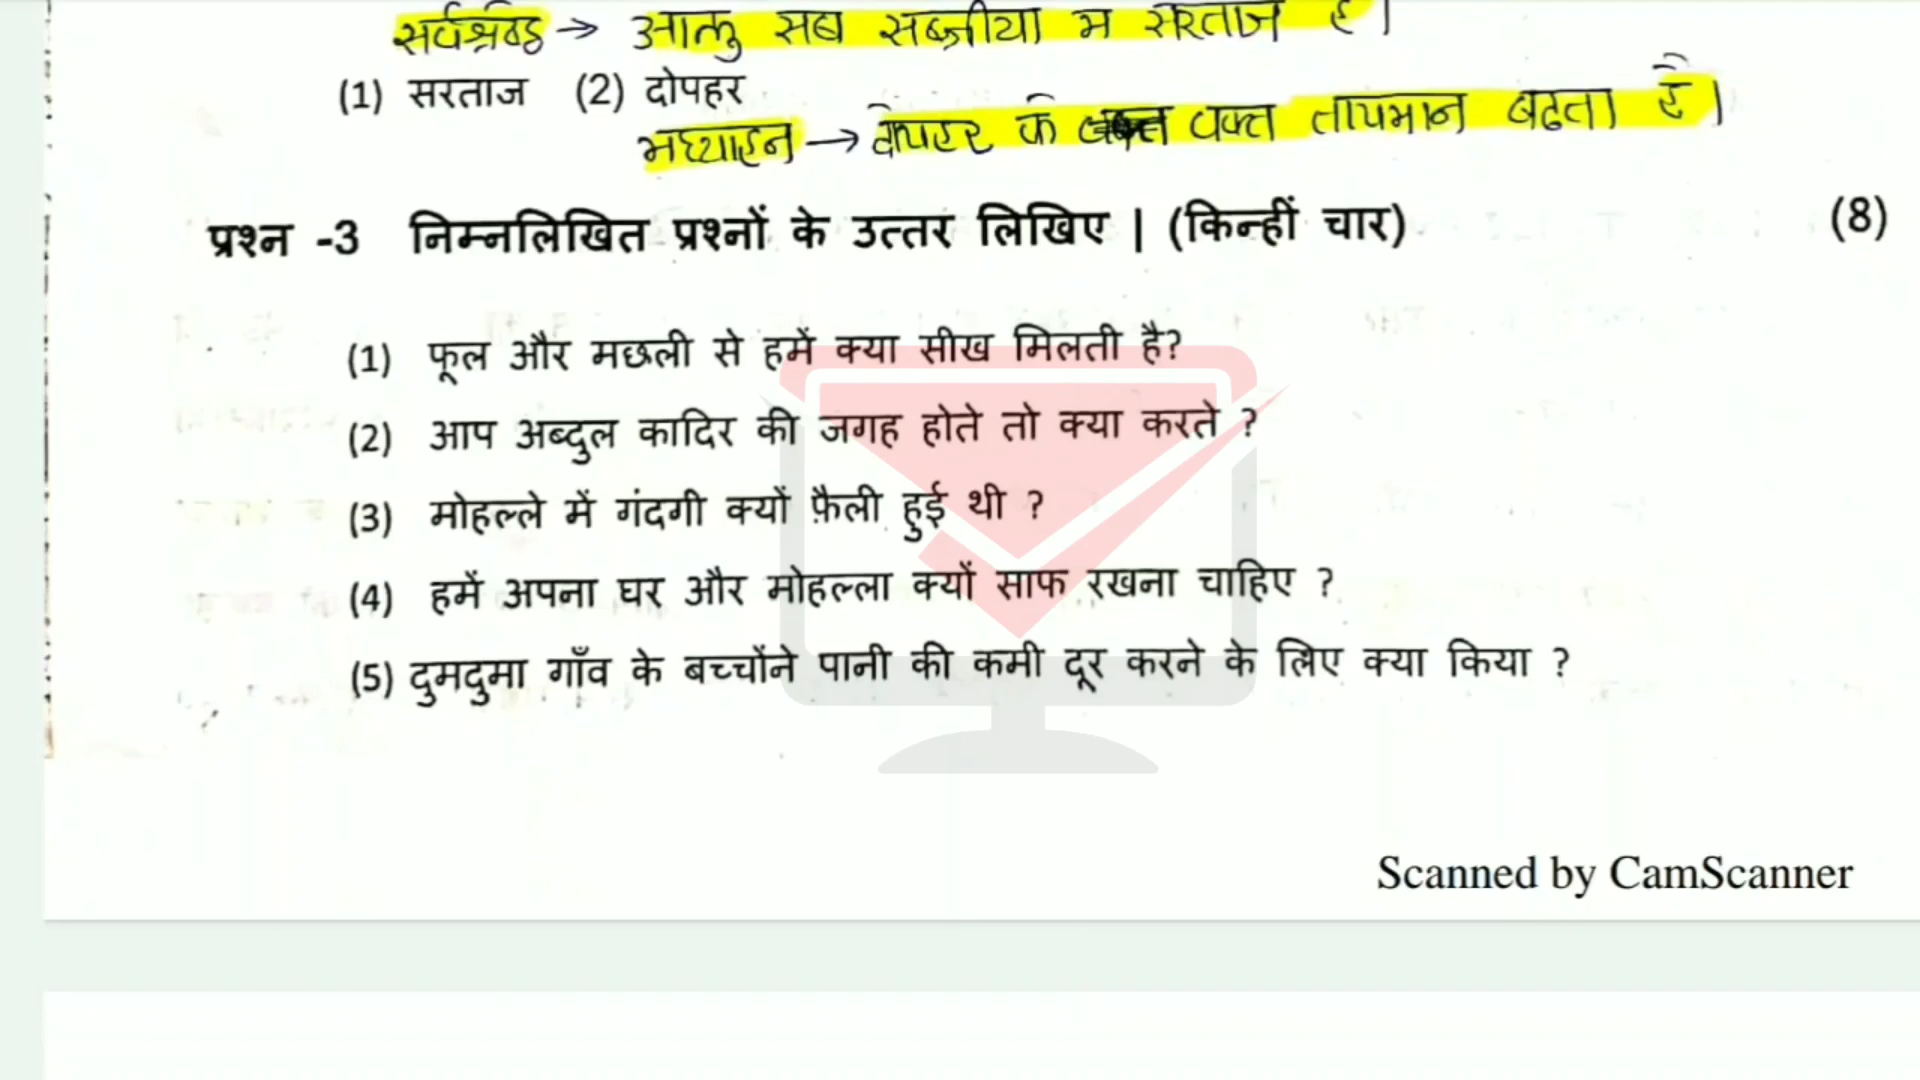 सर्वश्रेष्ठ → आलु सब सब्जीयो मे सरताज है।
(1) सरताज (2) दोपहर
मध्याहन → दोपहर के वक्त तापमान बढता है।
प्रश्न -3 निम्नलिखित प्रश्नों के उत्तर लिखिए | (किन्हीं चार) (8)
(1) फूल और मछली से हमें क्या सीख मिलती है?
(2) आप अब्दुल कादिर की जगह होते तो क्या करते ?
(3) मोहल्ले में गंदगी क्यों फ़ैली हुई थी ?
(4) हमें अपना घर और मोहल्ला क्यों साफ रखना चाहिए ?
(5) दुमदुमा गाँव के बच्चोंने पानी की कमी दूर करने के लिए क्या किया ?
Scanned by CamScanner